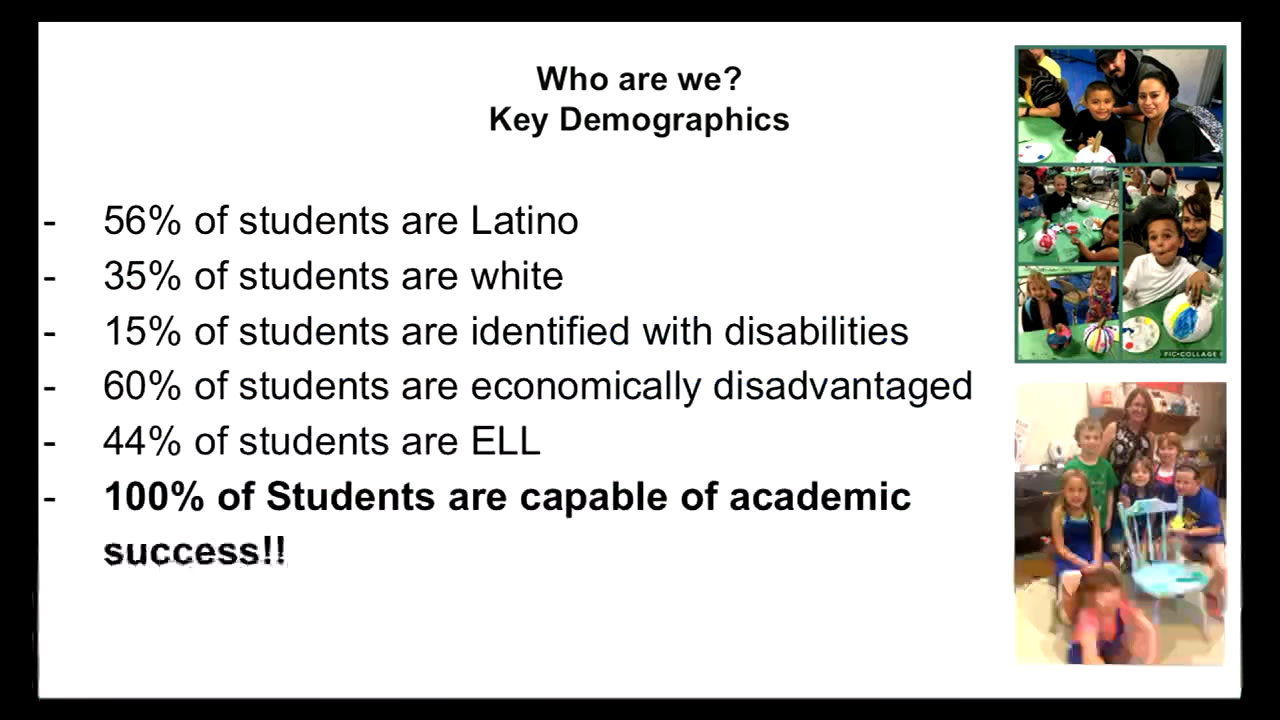 Who are we?
Key Demographics
- 56% of students are Latino
- 35% of students are white
- 15% of students are identified with disabilities
- 60% of students are economically disadvantaged
- 44% of students are ELL
- 100% of Students are capable of academic
success!!
PIC•COLLAGE